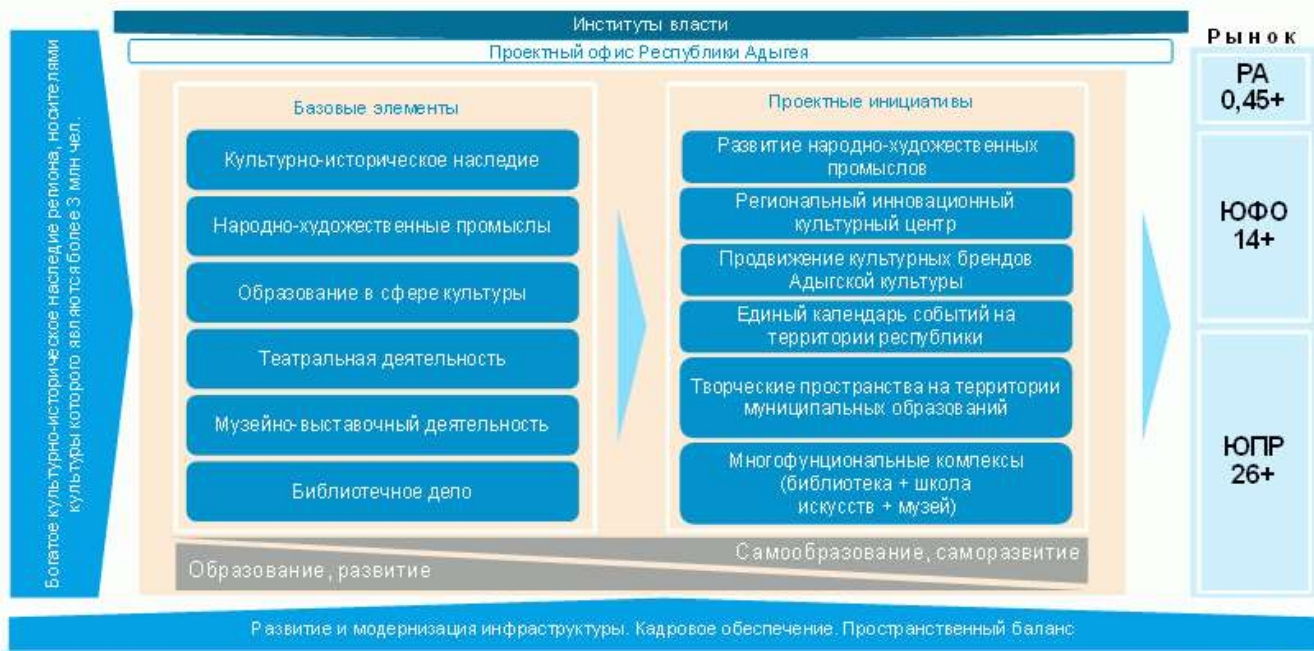 Институты власти
Проектный офис Республики Адыгея
Богатое культурно-историческое наследие региона, носителями
культуры которого являются более 3 млн чел.
Базовые элементы
Культурно-историческое наследие
Народно-художественные промыслы
Образование в сфере культуры
Театральная деятельность
Музейно-выставочный деятельность
Библиотечное дело
Проектные инициативы
Развитие народно-художественных
промыслов
Региональный инновационный
культурный центр
Продвижение культурных брендов
Адыгской культуры
Единый календарь событий на
территории республики
Творческие пространства на территории
муниципальных образований
Многофунциональные комплексы
(библиотека + школа
искусств + музей)
Образование, развитие
Самообразование, саморазвитие
Рынок
РА
0,45+
ЮФО
14+
ЮПР
26+
Развитие и модернизация инфраструктуры. Кадровое обеспечение. Пространственный баланс